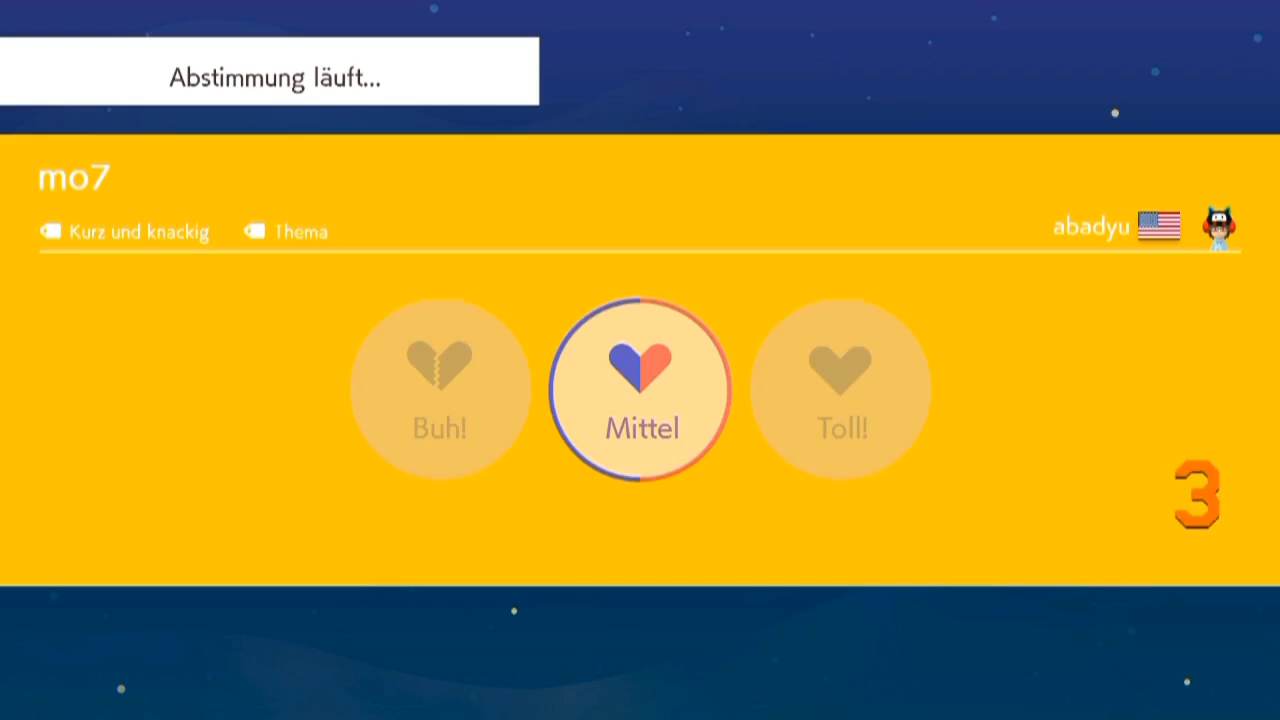 Abstimmung läuft...
mo7
Kurz und knackig Thema
abadyu
Buh! Mittel Toll!
3